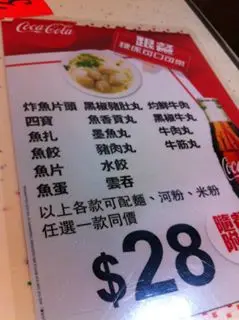 Coca-Cola
跟餐
炸魚片頭 黑椒豬肚丸 灼鮮牛肉
四寶 魚香貢丸 黑椒牛丸
魚扎 墨魚丸 牛肉丸
魚餃 豬肉丸 牛筋丸
魚片 水餃
魚蛋 雲吞
以上各款可配麵、河粉、米粉
任選一款同價
$28